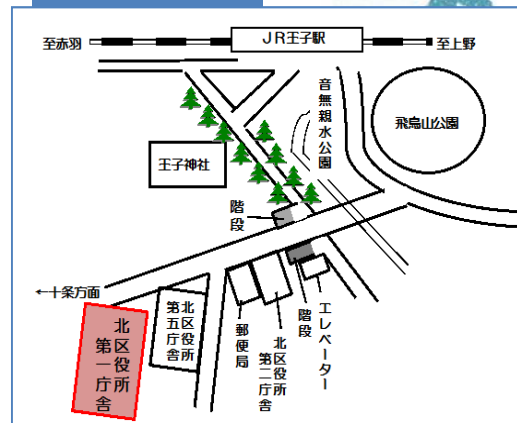 JR王子駅
至赤羽
至上野
音無親水公園
飛鳥山公園
王子神社
階段
←十条方面
北区役所
第一庁舎
北区役所
第五庁舎
郵便局
北区役所
第二庁舎
階段
エレベーター